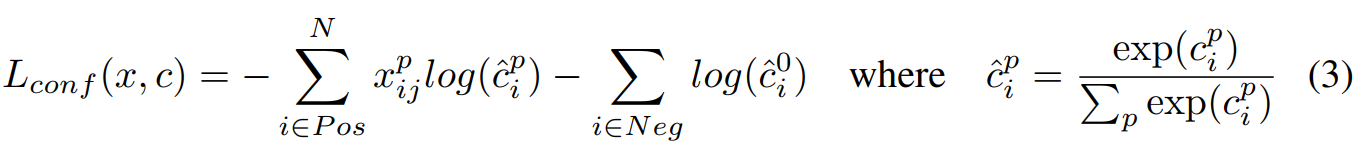 L_{conf}(x, c) = - \sum_{i \in Pos}^{N} x_{ij}^{p} log(\hat{c}_{i}^{p}) - \sum_{i \in Neg} log(\hat{c}_{i}^{0}) where \hat{c}_{i}^{p} = \frac{\exp(c_{i}^{p})}{\sum_{p} \exp(c_{i}^{p})} (3)